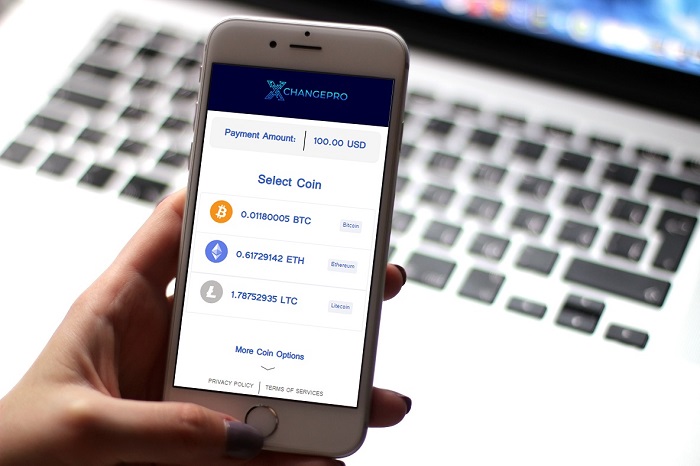 XCHANGEPRO
Payment Amount: 100.00 USD
Select Coin
0.01180005 BTC Bitcoin
0.61729142 ETH Ethereum
1.78752935 LTC Litecoin
More Coin Options
PRIVACY POLICY TERMS OF SERVICES